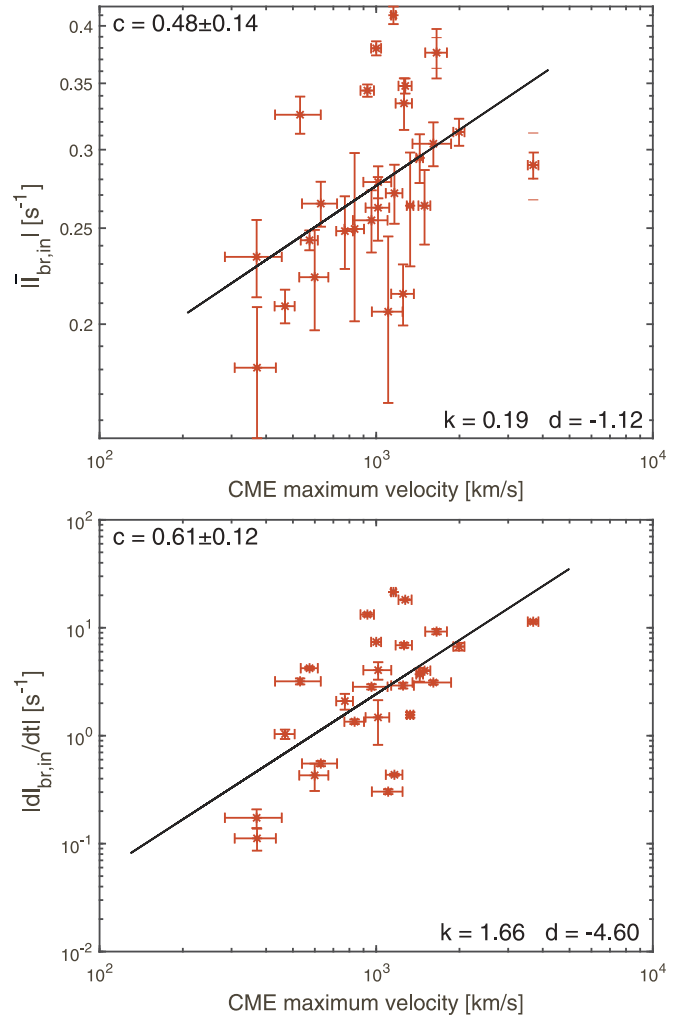 c = 0.48±0.14
0.4
0.35
0.3
0.25
0.2
|I̅br,in| [s⁻¹]
k = 0.19 d = -1.12
10² 10³ 10⁴
CME maximum velocity [km/s]
c = 0.61±0.12
10²
10¹
10⁰
10⁻¹
10⁻²
|dIbr,in/dt| [s⁻¹]
k = 1.66 d = -4.60
10² 10³ 10⁴
CME maximum velocity [km/s]